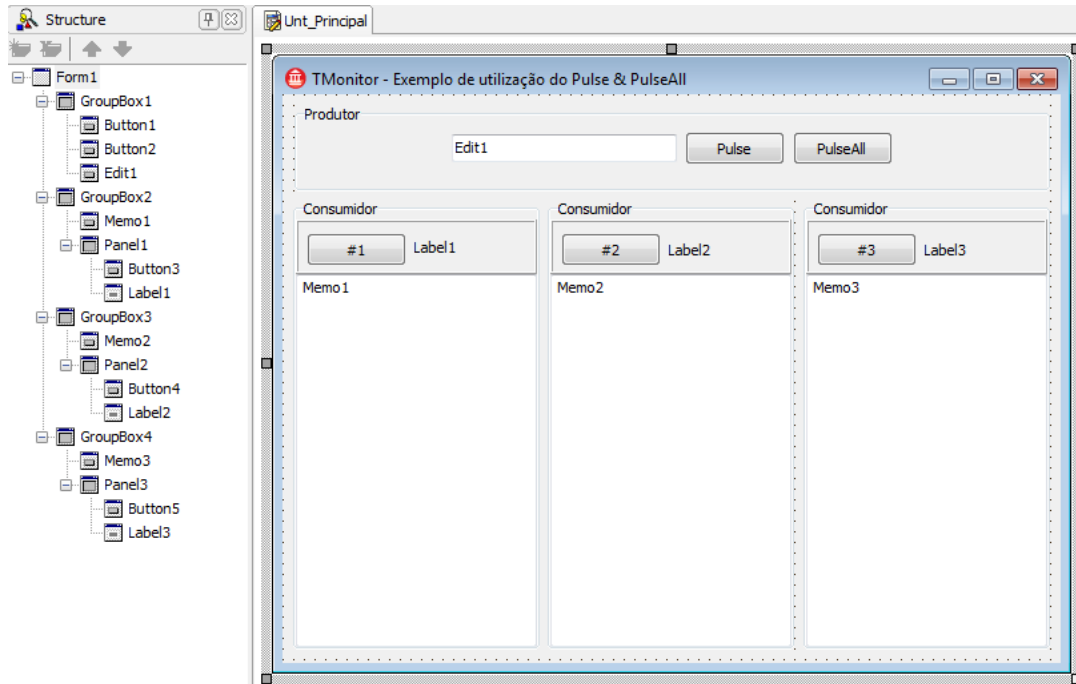 Structure
Form1
GroupBox1
Button1
Button2
Edit1
GroupBox2
Memo1
Panel1
Button3
Label1
GroupBox3
Memo2
Panel2
Button4
Label2
GroupBox4
Memo3
Panel3
Button5
Label3
Unt_Principal
TMonitor - Exemplo de utilização do Pulse & PulseAll
Produtor
Edit1 Pulse PulseAll
Consumidor Consumidor Consumidor
#1 Label1 #2 Label2 #3 Label3
Memo1 Memo2 Memo3